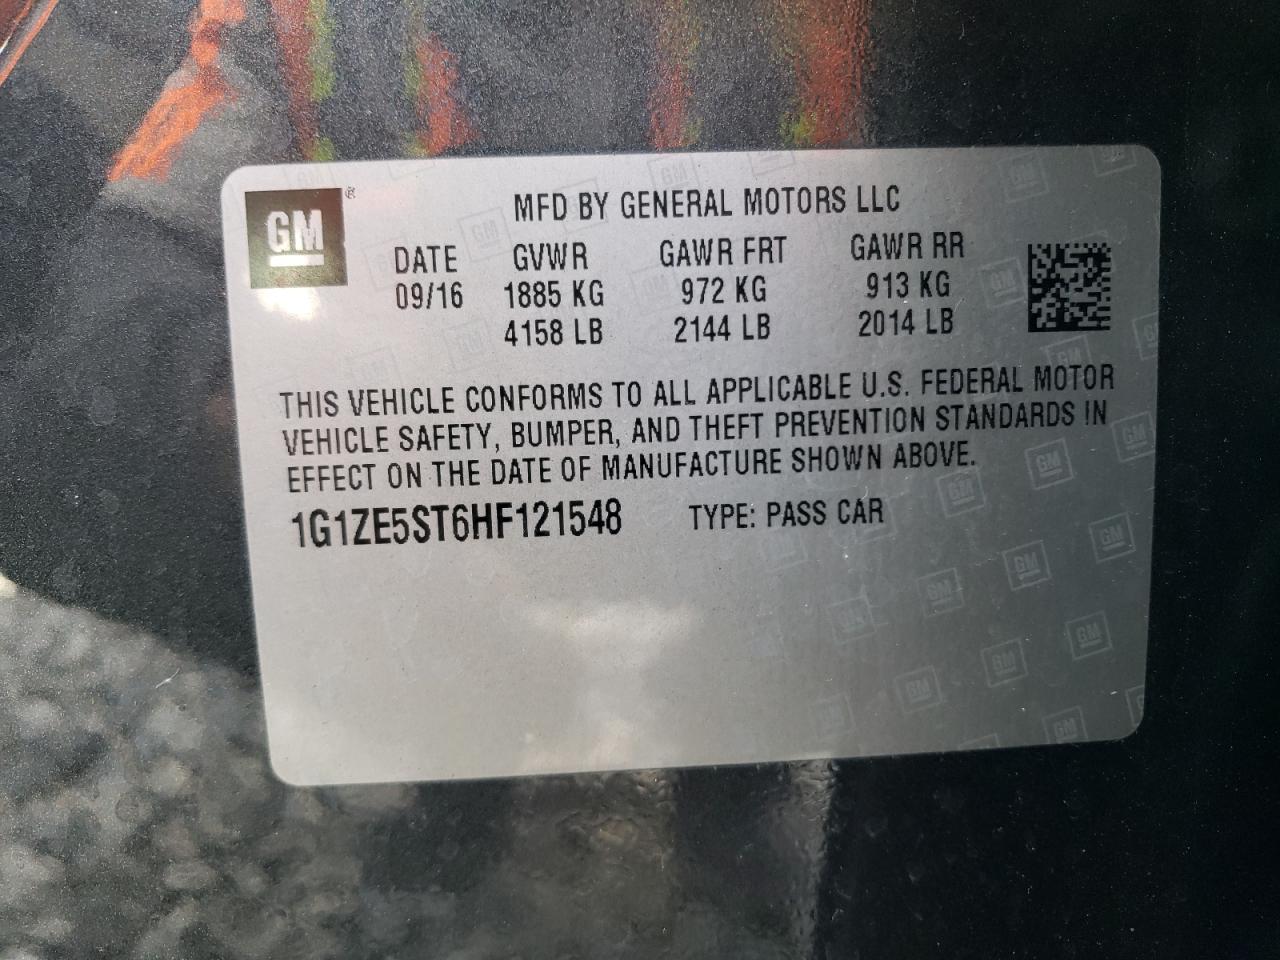 GM ® MFD BY GENERAL MOTORS LLC
DATE GVWR GAWR FRT GAWR RR
09/16 1885 KG 972 KG 913 KG
4158 LB 2144 LB 2014 LB
THIS VEHICLE CONFORMS TO ALL APPLICABLE U.S. FEDERAL MOTOR
VEHICLE SAFETY, BUMPER, AND THEFT PREVENTION STANDARDS IN
EFFECT ON THE DATE OF MANUFACTURE SHOWN ABOVE.
1G1ZE5ST6HF121548 TYPE: PASS CAR